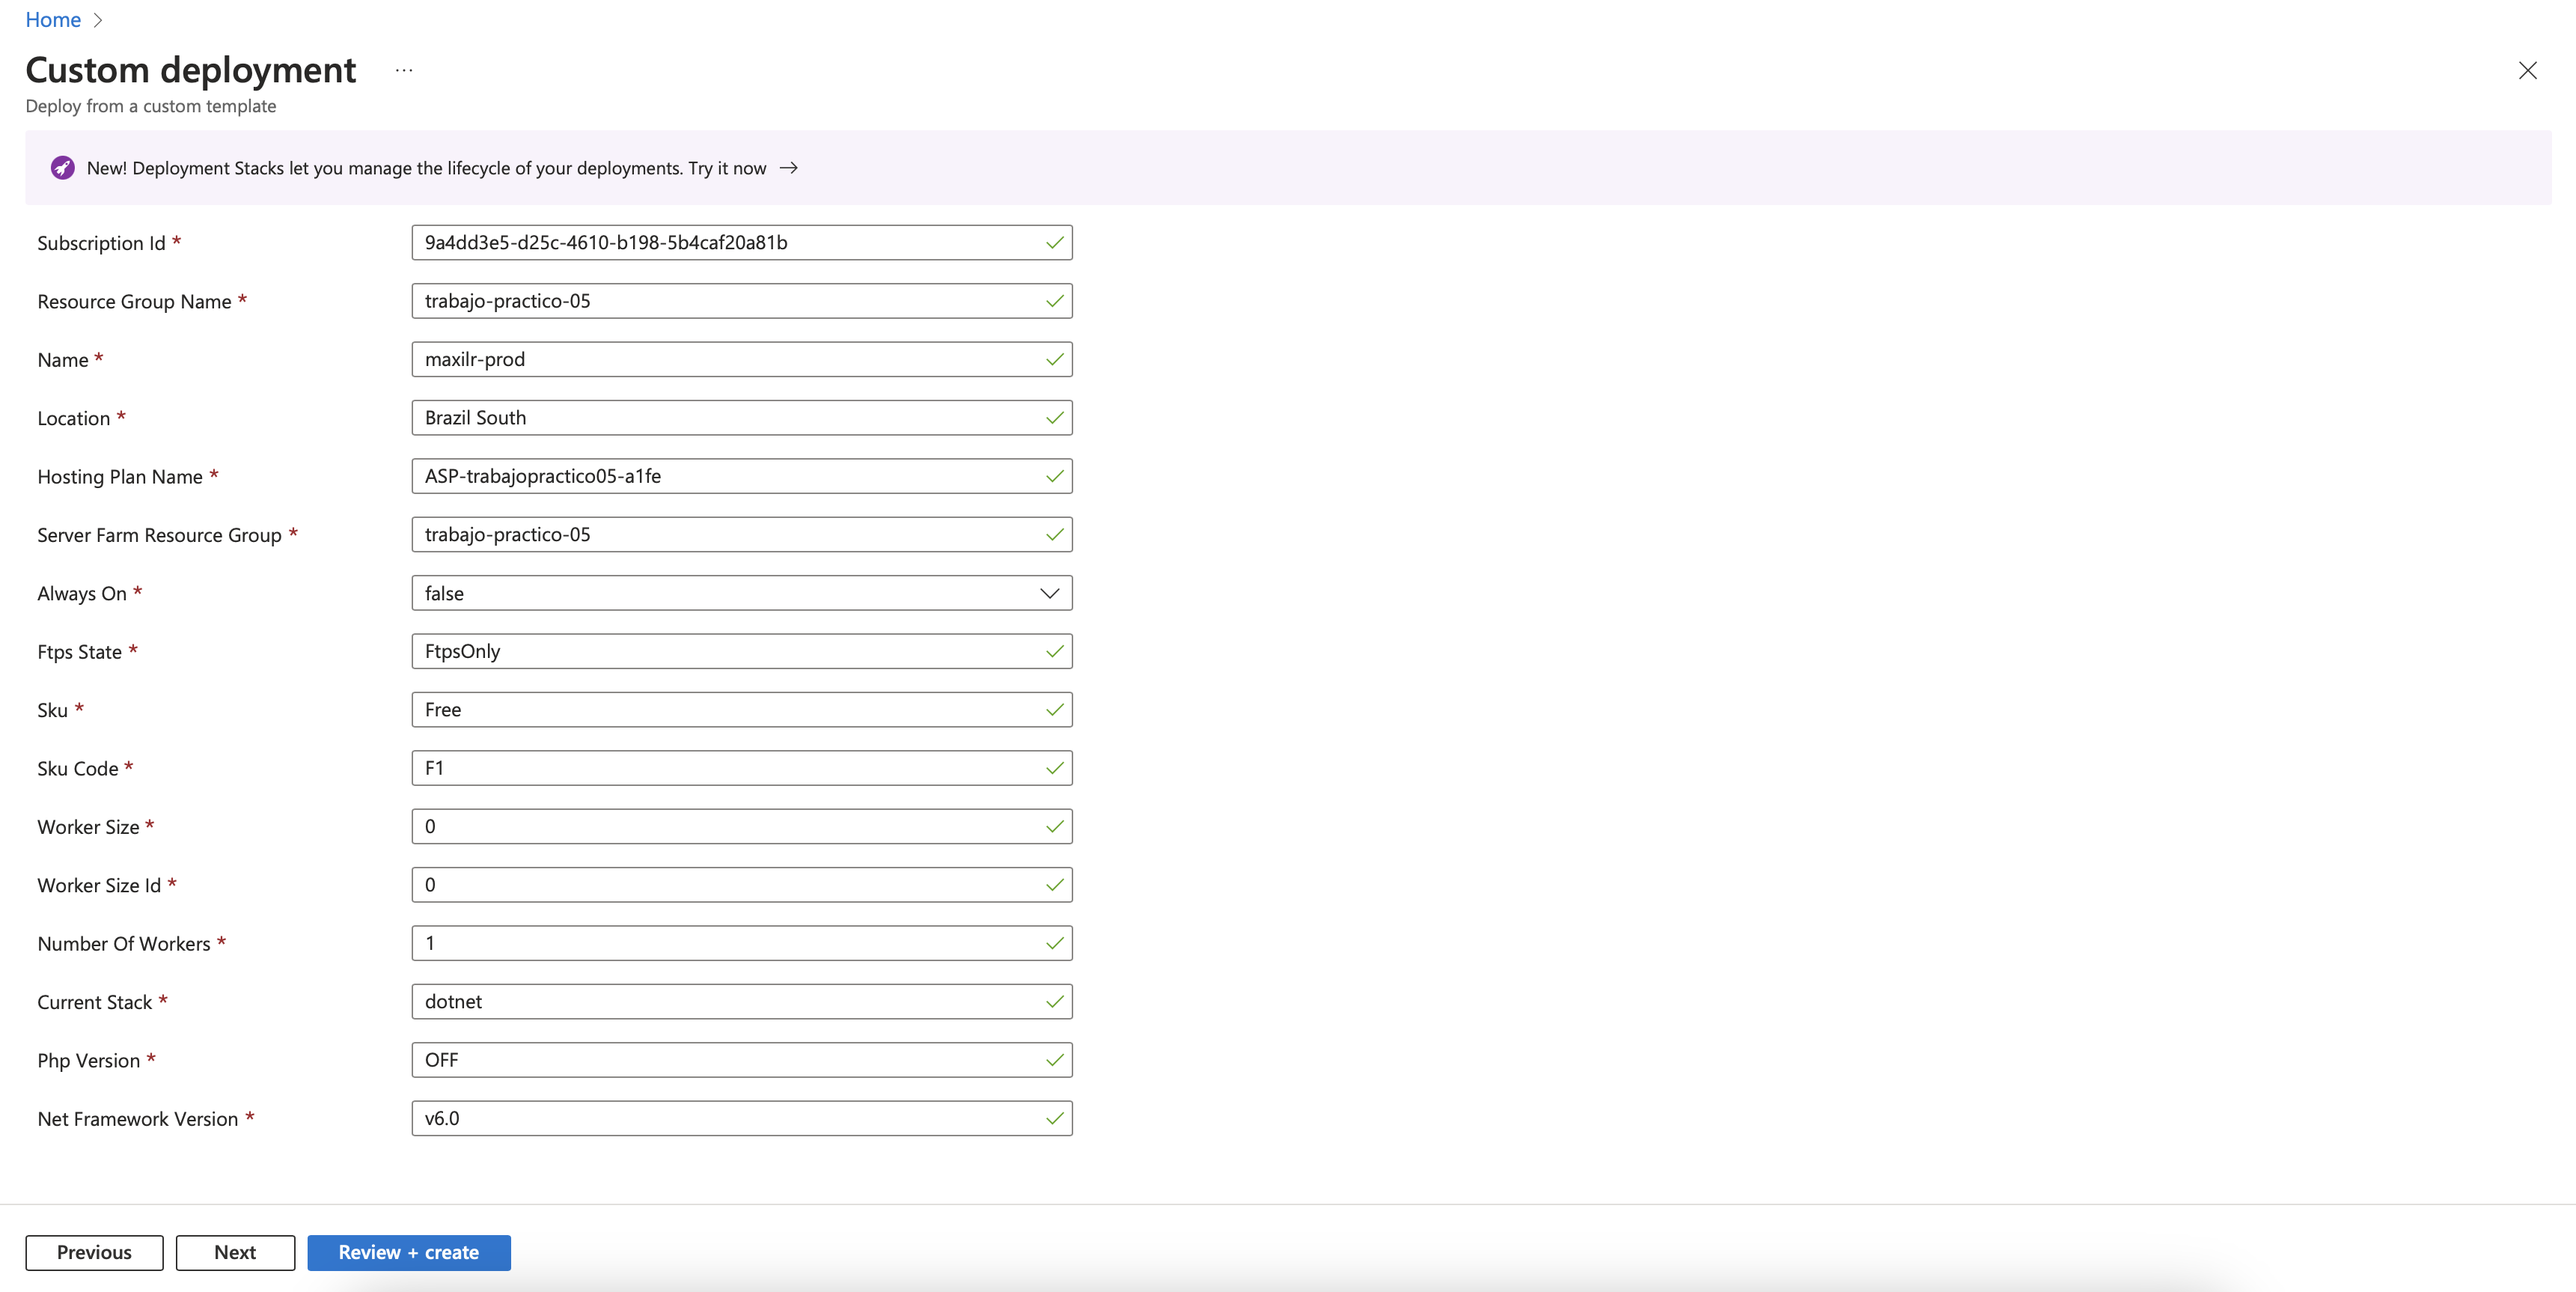 Home
Custom deployment ...
Deploy from a custom template
New! Deployment Stacks let you manage the lifecycle of your deployments. Try it now →
Subscription Id * 9a4dd3e5-d25c-4610-b198-5b4caf20a81b
Resource Group Name * trabajo-practico-05
Name * maxilr-prod
Location * Brazil South
Hosting Plan Name * ASP-trabajopractico05-a1fe
Server Farm Resource Group * trabajo-practico-05
Always On * false
Ftps State * FtpsOnly
Sku * Free
Sku Code * F1
Worker Size * 0
Worker Size Id * 0
Number Of Workers * 1
Current Stack * dotnet
Php Version * OFF
Net Framework Version * v6.0
Previous Next Review + create